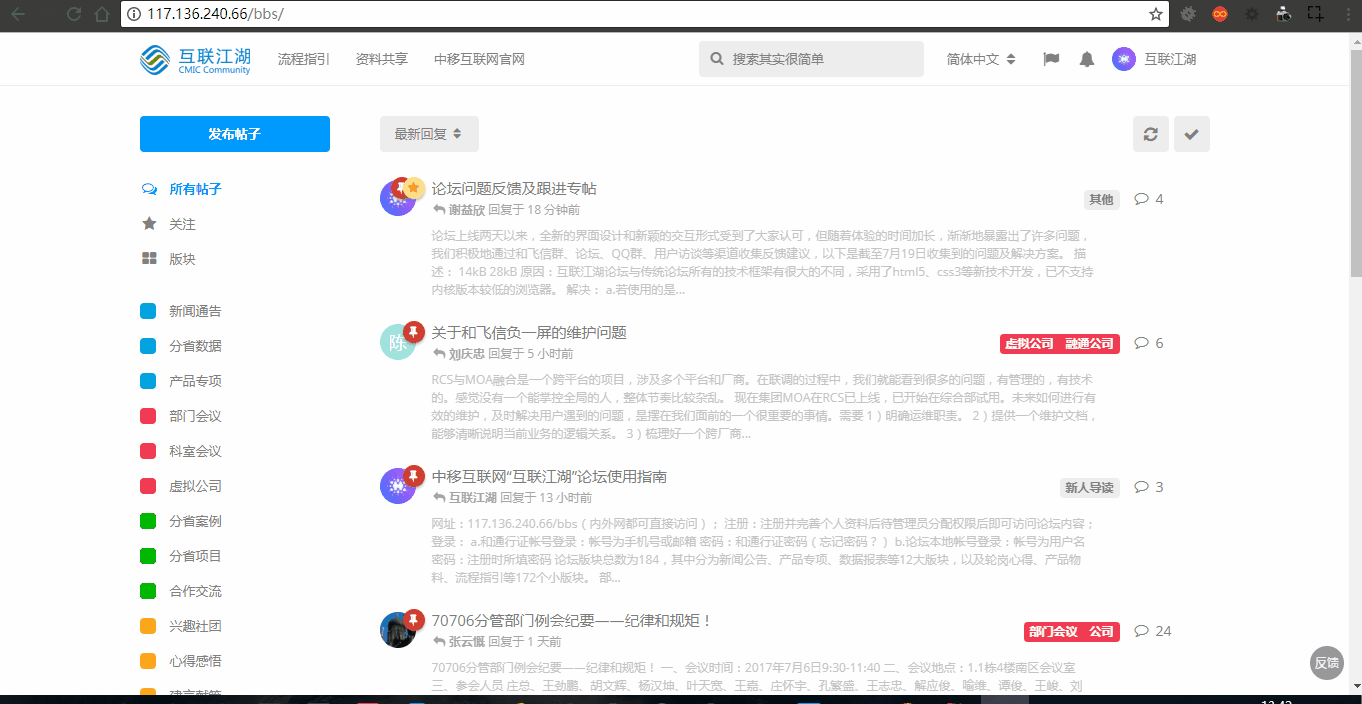 117.136.240.66/bbs/
互联江湖
CMIC Community
流程指引 资料共享 中移互联网官网 搜索其实很简单 简体中文 互联江湖
发布帖子
最新回复
所有帖子
关注
版块
新闻通告
分省数据
产品专项
部门会议
科室会议
虚拟公司
分省案例
分省项目
合作交流
兴趣社团
心得感悟
论坛问题反馈及跟进专帖
其他 4
谢益欣 回复于 18 分钟前
论坛上线两天以来，全新的界面设计和新颖的交互形式受到了大家认可，但随着体验的时间加长，渐渐地暴露出了许多问题，
我们积极地通过和飞信群、论坛、QQ群、用户访谈等渠道收集反馈建议，以下是截至7月19日收集到的问题及解决方案。 描
述： 14kB 28kB 原因：互联江湖论坛与传统论坛所有的技术框架有很大的不同，采用了html5、css3等新技术开发，已不支持
内核版本较低的浏览器。 解决： a.若使用的是...
陈
关于和飞信负一屏的维护问题
虚拟公司 融通公司 6
刘庆忠 回复于 5 小时前
RCS与MOA融合是一个跨平台的项目，涉及多个平台和厂商。在联调的过程中，我们就能看到很多的问题，有管理的，有技术
的。感觉没有一个能掌控全局的人，整体节奏比较杂乱。 现在集团MOA在RCS已上线，已开始在综合部试用。未来如何进行有
效的维护，及时解决用户遇到的问题，是摆在我们面前的一个很重要的事情。需要 1）明确运维职责。 2）提供一个维护文档，
能够清晰说明当前业务的逻辑关系。 3）梳理好一个跨厂商...
中移互联网“互联江湖”论坛使用指南
新人导读 3
互联江湖 回复于 13 小时前
网址：117.136.240.66/bbs（内外网都可直接访问）； 注册：注册并完善个人资料后待管理员分配权限后即可访问论坛内容；
登录： a.和通行证帐号登录：帐号为手机号或邮箱 密码：和通行证密码（忘记密码？） b.论坛本地帐号登录：帐号为用户名
密码：注册时所填密码 论坛版块总数为184，其中分为新闻公告、产品专项、数据报表等12大版块，以及轮岗心得、产品物
料、流程指引等172个小版块。 部...
70706分管部门例会纪要——纪律和规矩！
部门会议 公司 24
张云慨 回复于 1 天前
70706分管部门例会纪要——纪律和规矩！ 一、会议时间：2017年7月6日9:30-11:40 二、会议地点：1.1栋4楼南区会议室
三、参会人员 庄总、王劲鹏、胡文辉、杨汉坤、叶天宽、王嘉、庄怀宇、孔繁盛、王志忠、解应俊、喻维、谭俊、王峻、刘
反馈